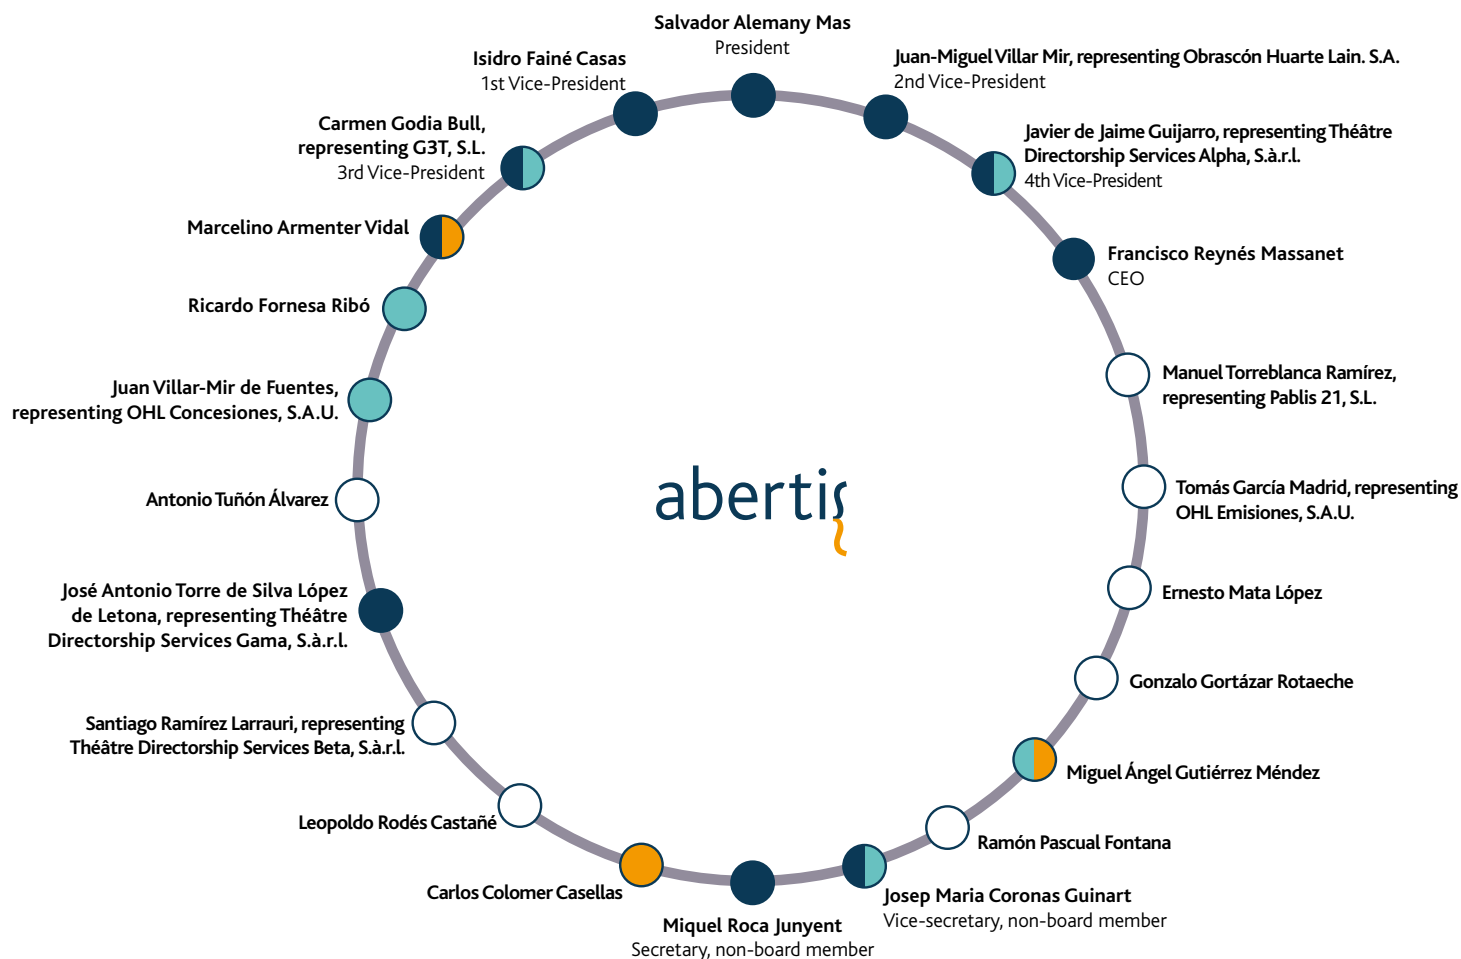 Salvador Alemany Mas
President
Juan-Miguel Villar Mir, representing Obrascón Huarte Lain. S.A.
2nd Vice-President
Javier de Jaime Guijarro, representing Théâtre
Directorship Services Alpha, S.à.r.l.
4th Vice-President
Francisco Reynés Massanet
CEO
Manuel Torreblanca Ramírez,
representing Pablis 21, S.L.
Tomás García Madrid, representing
OHL Emisiones, S.A.U.
Ernesto Mata López
Gonzalo Gortázar Rotaeche
Miguel Ángel Gutiérrez Méndez
Ramón Pascual Fontana
Josep Maria Coronas Guinart
Vice-secretary, non-board member
Miquel Roca Junyent
Secretary, non-board member
Carlos Colomer Casellas
Leopoldo Rodés Castañé
Santiago Ramírez Larrauri, representing
Théâtre Directorship Services Beta, S.à.r.l.
José Antonio Torre de Silva López
de Letona, representing Théâtre
Directorship Services Gama, S.à.r.l.
Antonio Tuñón Álvarez
Juan Villar-Mir de Fuentes,
representing OHL Concesiones, S.A.U.
Ricardo Fornesa Ribó
Marcelino Armenter Vidal
Carmen Godia Bull,
representing G3T, S.L.
3rd Vice-President
Isidro Fainé Casas
1st Vice-President
abertis